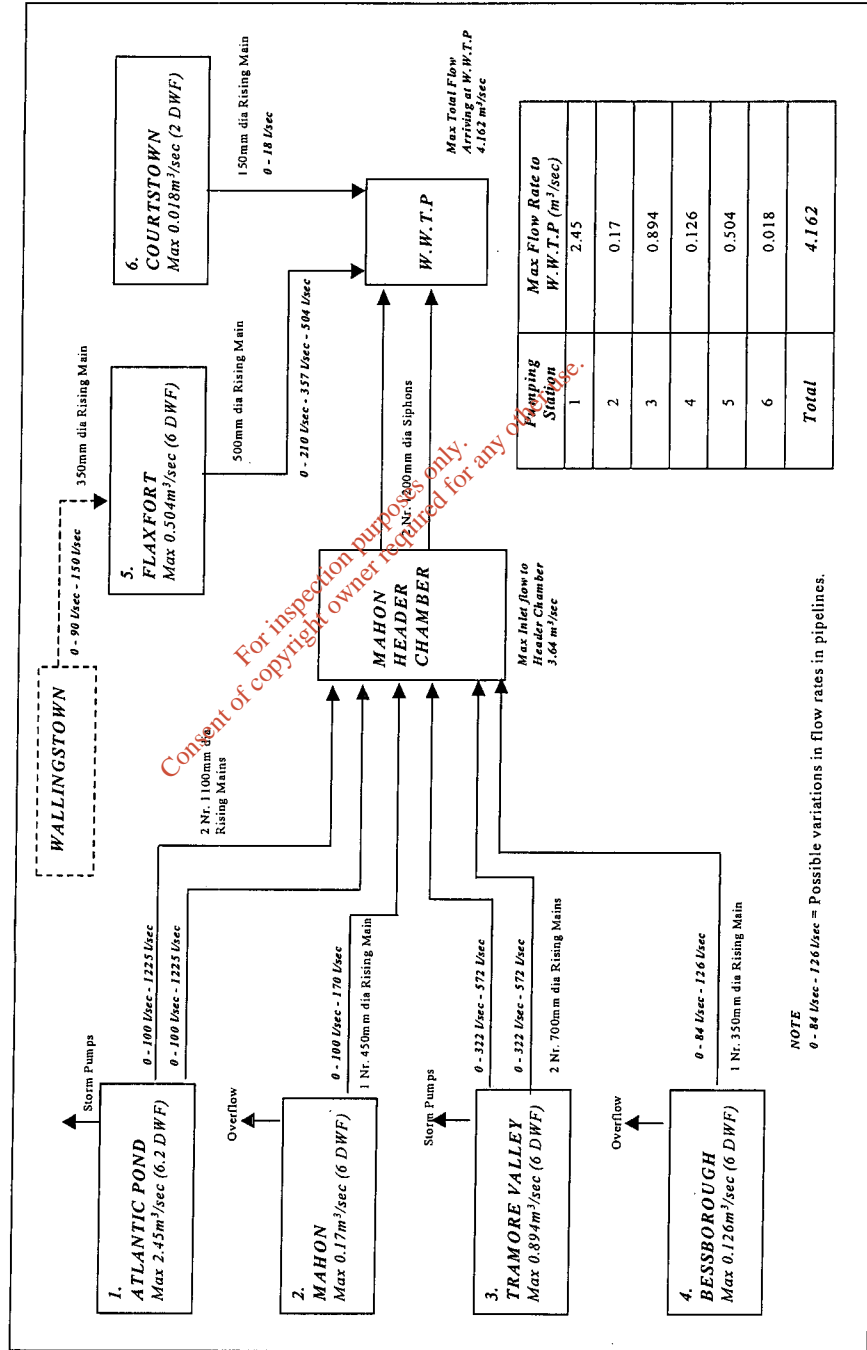 WALLINGSTOWN
0 - 90 l/sec - 150 l/sec
350mm dia Rising Main
5.
FLAXFORT
Max 0.504m³/sec (6 DWF)
500mm dia Rising Main
0 - 210 l/sec - 357 l/sec - 504 l/sec
6.
COURTSTOWN
Max 0.018m³/sec (2 DWF)
150mm dia Rising Main
0 - 18 l/sec
Storm Pumps
1.
ATLANTIC POND
Max 2.45m³/sec (6.2 DWF)
0 - 100 l/sec - 1225 l/sec
0 - 100 l/sec - 1225 l/sec
2 Nr. 1100mm dia
Rising Mains
Overflow
2.
MAHON
Max 0.17m³/sec (6 DWF)
0 - 100 l/sec - 170 l/sec
1 Nr. 450mm dia Rising Main
Storm Pumps
3.
TRAMORE VALLEY
Max 0.894m³/sec (6 DWF)
0 - 322 l/sec - 572 l/sec
0 - 322 l/sec - 572 l/sec
2 Nr. 700mm dia Rising Mains
Overflow
4.
BESSBOROUGH
Max 0.126m³/sec (6 DWF)
0 - 84 l/sec - 126 l/sec
1 Nr. 350mm dia Rising Main
MAHON
HEADER
CHAMBER
Max Inlet flow to
Header Chamber
3.64 m³/sec
2 Nr. 1200mm dia Siphons
W.W.T.P
Max Total Flow
Arriving at W.W.T.P
4.162 m³/sec
Pumping Station
Max Flow Rate to W.W.T.P (m³/sec)
1 2.45
2 0.17
3 0.894
4 0.126
5 0.504
6 0.018
Total 4.162
NOTE
0 - 84 l/sec - 126 l/sec = Possible variations in flow rates in pipelines.
For inspection purposes only.
Consent of copyright owner required for any other use.